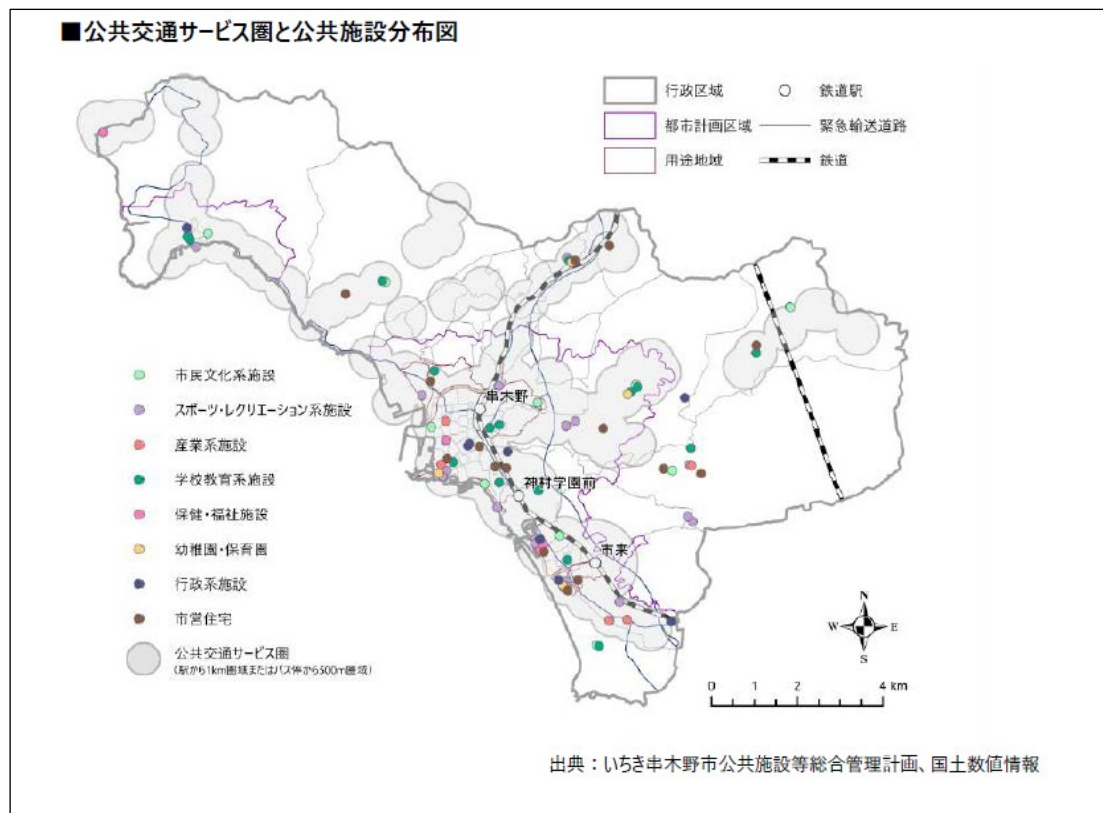 ■公共交通サービス圏と公共施設分布図
行政区域
鉄道駅
都市計画区域
緊急輸送道路
用途地域
鉄道
市民文化系施設
スポーツ・レクリエーション系施設
産業系施設
学校教育系施設
保健・福祉施設
幼稚園・保育園
行政系施設
市営住宅
公共交通サービス圏
(駅から1km圏域またはバス停から300m圏域)
串木野
神村学園前
市来
N
W
E
S
0 1 2 4 km
出典：いちき串木野市公共施設等総合管理計画、国土数値情報